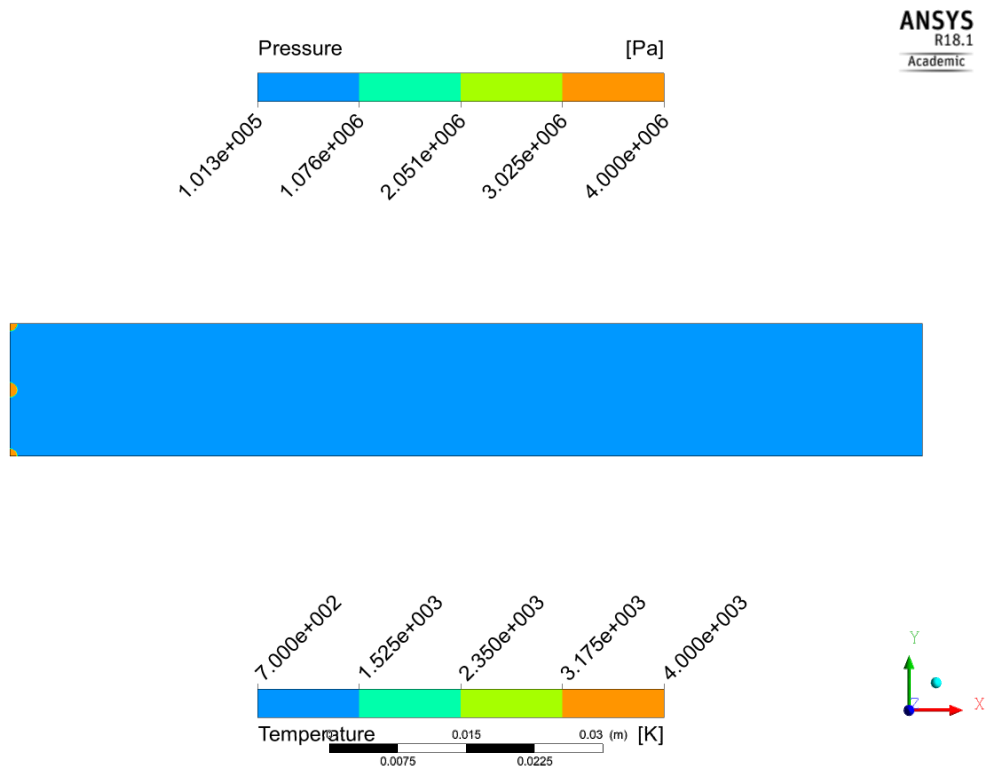 ANSYS
R18.1
Academic
Pressure [Pa]
1.013e+005 1.076e+006 2.051e+006 3.025e+006 4.000e+006
7.000e+002 1.525e+003 2.350e+003 3.175e+003 4.000e+003
Temperature [K]
0 0.015 0.03 (m)
0.0075 0.0225
Y
Z X